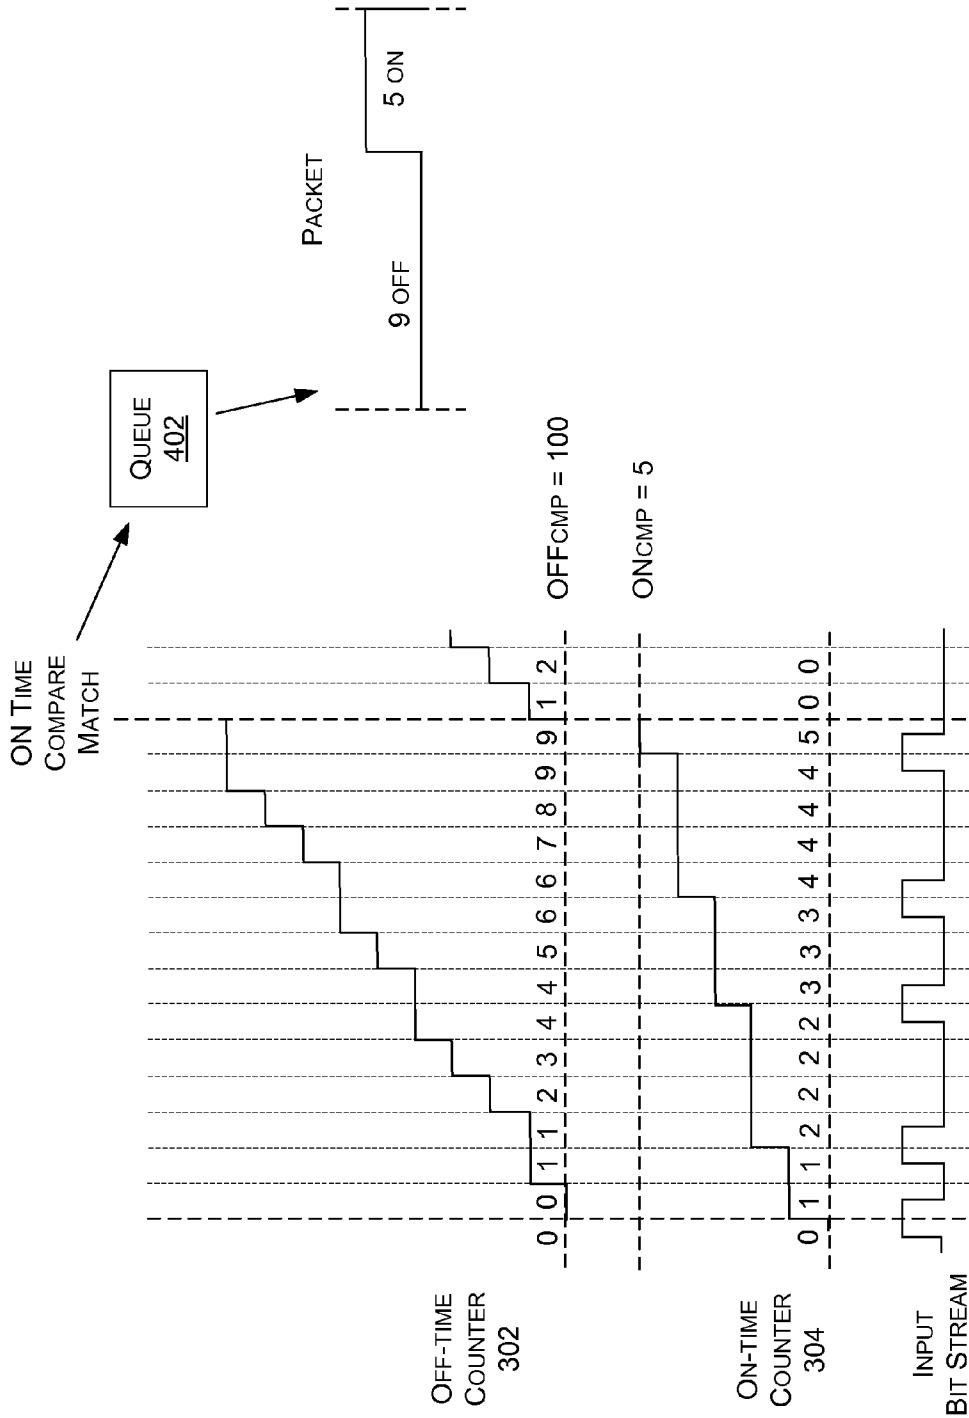 ON TIME
COMPARE
MATCH
QUEUE
402
PACKET
9 OFF
5 ON
OFF-TIME
COUNTER
302
0 0 1 1 2 3 4 4 5 6 6 7 8 9 9 1 2
OFFCMP = 100
ONCMP = 5
ON-TIME
COUNTER
304
0 1 1 2 2 2 2 3 3 3 4 4 4 4 5 0 0
INPUT
BIT STREAM